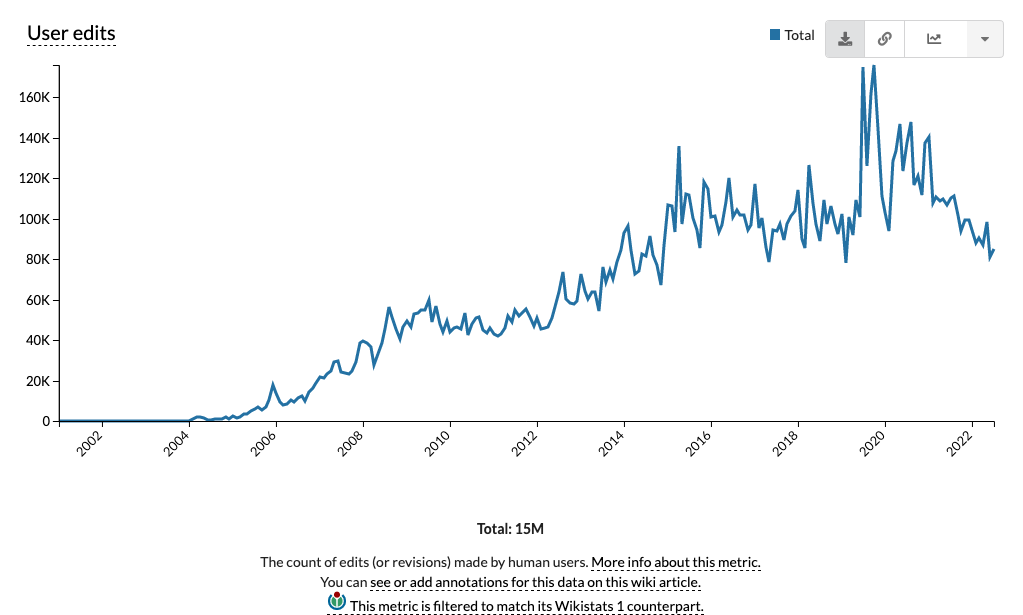 User edits
Total
160K
140K
120K
100K
80K
60K
40K
20K
0
2002
2004
2006
2008
2010
2012
2014
2016
2018
2020
2022
Total: 15M
The count of edits (or revisions) made by human users. More info about this metric.
You can see or add annotations for this data on this wiki article.
This metric is filtered to match its Wikistats 1 counterpart.